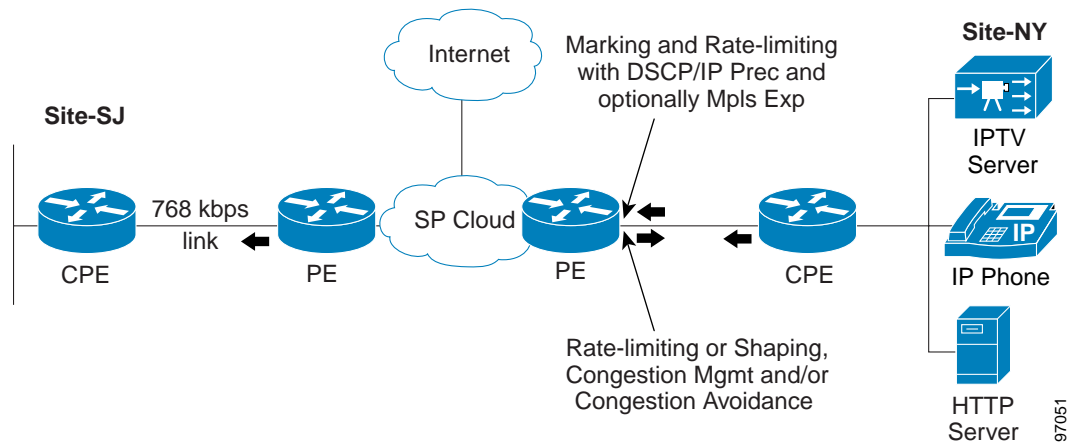 Internet
Marking and Rate-limiting
with DSCP/IP Prec and
optionally Mpls Exp
Site-NY
Site-SJ
IPTV
Server
768 kbps
link
SP Cloud
CPE
PE
PE
CPE
IP
IP Phone
Rate-limiting or Shaping,
Congestion Mgmt and/or
Congestion Avoidance
HTTP
Server
97051